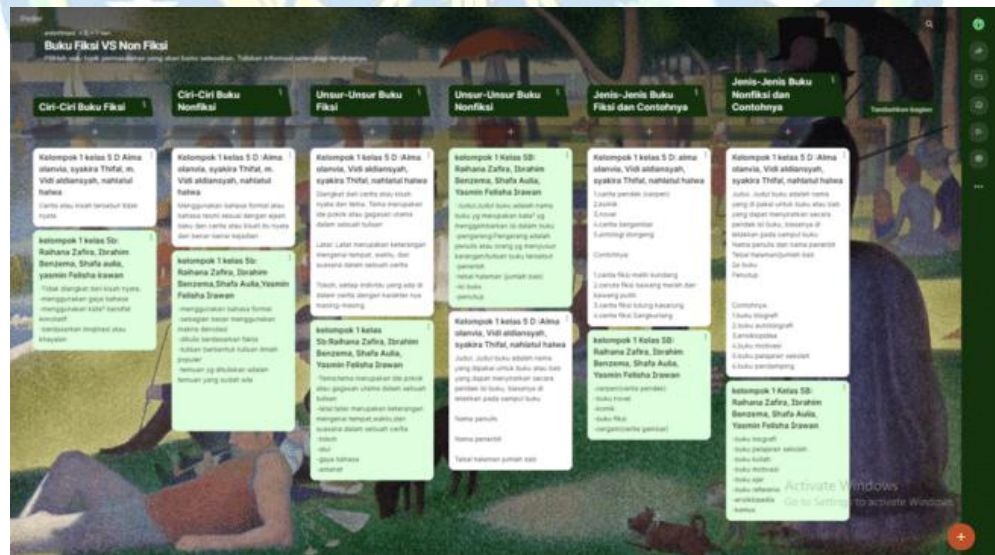 Buku Fiksi VS Non Fiksi
Ciri-Ciri Buku Fiksi
Kelompok 1 kelas 5 D Alma
olanvia, syakira Thifal, m.
Vidi aldiansyah, nahlatul
halwa
Cerita atau kisah tersebut tidak
nyata
kelompok 1 kelas 5b:
Raihana Zafira, Ibrahim
Benzema, Shafa Aulia,
yasmin Felisha irawan
-Tidak diangkat dari kisah nyata.
-menggunakan gaya bahasa
-menggunakan kata² bersifat
konotatif
-berdasarkan imajinasi atau
khayalan
Ciri-Ciri Buku
Nonfiksi
Kelompok 1 kelas 5 D :Alma
olanvia, syakira Thifal, m.
Vidi aldiansyah, nahlatul
halwa
Menggunakan bahasa formal atau
bahasa resmi sesuai dengan ejaan
baku dan cerita atau kisah itu nyata
dan benar-benar kejadian
kelompok 1 kelas 5b:
Raihana Zafira, Ibrahim
Benzema,Shafa Aulia,Yasmin
Felisha Irawan
-menggunakan bahasa formal
-sebagian besar menggunakan
makna denotasi
-ditulis berdasarkan fakta
-tulisan berbentuk tulisan ilmiah
populer
-temuan yg dituliskan adalah
temuan yang sudah ada
Unsur-Unsur Buku
Fiksi
Kelompok 1 kelas 5 D :Alma
olanvia, Vidi aldiansyah,
syakira Thifal, nahlatul halwa
Diangkat dari cerita atau kisah
nyata dan tema. Tema merupakan
ide pokok atau gagasan utama
dalam sebuah tulisan
Latar. Latar merupakan keterangan
mengenai tempat, waktu, dan
suasana dalam sebuah cerita
Tokoh, setiap individu yang ada di
dalam cerita dengan karakter nya
masing-masing
kelompok 1 kelas
5b:Raihana Zafira, Ibrahim
Benzema, Shafa Aulia,
Yasmin Felisha Irawan
-Tema:tema merupakan ide pokok
atau gagasan utama dalam sebuah
tulisan
-latar:latar merupakan keterangan
mengenai tempat,waktu,dan
suasana dalam sebuah cerita
-tokoh
-alur
-gaya bahasa
-amanat
Unsur-Unsur Buku
Nonfiksi
kelompok 1 Kelas 5B:
Raihana Zafira, Ibrahim
Benzema, Shafa Aulia,
Yasmin Felisha Irawan
-Judul:Judul buku adalah nama
buku yg merupakan kata² yg
menggambarkan isi dalam buku
-pengarang:Pengarang adalah
penulis atau orang yg menyusun
karangan/tulisan buku tersebut
-penerbit
-tebal halaman (jumlah bab)
-isi buku
-penutup
Kelompok 1 kelas 5 D :Alma
olanvia, Vidi aldiansyah,
syakira Thifal, nahlatul halwa
Judul. Judul buku adalah nama
yang dipakai untuk buku atau bab
yang dapat menyiratkan secara
pendek isi buku, biasanya di
letakkan pada sampul buku
Nama penulis
Nama penerbit
Tebal halaman jumlah bab
Jenis-Jenis Buku
Fiksi dan Contohnya
Kelompok 1 kelas 5 D: alma
olanvia, Vidi aldiansyah,
syakira Thifal, nahlatul halwa
1.cerita pendek (cerpen)
2.komik
3.novel
4.cerita bergambar
5.antologi dongeng
Contohnya
1.cerita fiksi malin kundang
2.cerita fiksi bawang merah dan
bawang putih
3.cerita fiksi lutung kasarung
4.cerita fiksi Sangkuriang
kelompok 1 Kelas 5B:
Raihana Zafira, Ibrahim
Benzema, Shafa Aulia,
Yasmin Felisha Irawan
-cerpen(cerita pendek)
-buku novel
-komik
-buku fiksi
-cergam(cerita gambar)
Jenis-Jenis Buku
Nonfiksi dan
Contohnya
Kelompok 1 kelas 5 D :Alma
olanvia, Vidi aldiansyah,
syakira Thifal, nahlatul halwa
Judul. Judul buku adalah nama
yang di pakai untuk buku atau bab
yang dapat menyiratkan secara
pendek isi buku, biasanya di
letakkan pada sampul buku
Nama penulis dan nama penerbit
Tebal halaman/jumlah bab
Isi buku
Penutup
Contohnya
1.buku biografi
2.buku autobiografi
3.ensiklopedia
4.buku motivasi
5.buku pelajaran sekolah
6.buku pendamping
kelompok 1 Kelas 5B:
Raihana Zafira, Ibrahim
Benzema, Shafa Aulia,
Yasmin Felisha Irawan
-buku biografi
-buku pelajaran sekolah
-buku kuliah
-buku motivasi
-buku ajar
-buku referensi
-ensiklopedia
-kamus
Tambahkan bagian
Activate Windows
Go to Settings to activate Windows.